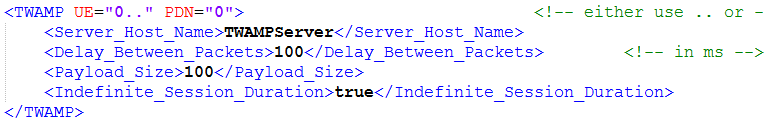 <TWAMP UE="0.." PDN="0"> <!-- either use .. or -
<Server_Host_Name>TWAMPServer</Server_Host_Name>
<Delay_Between_Packets>100</Delay_Between_Packets> <!-- in ms -->
<Payload_Size>100</Payload_Size>
<Indefinite_Session_Duration>true</Indefinite_Session_Duration>
</TWAMP>